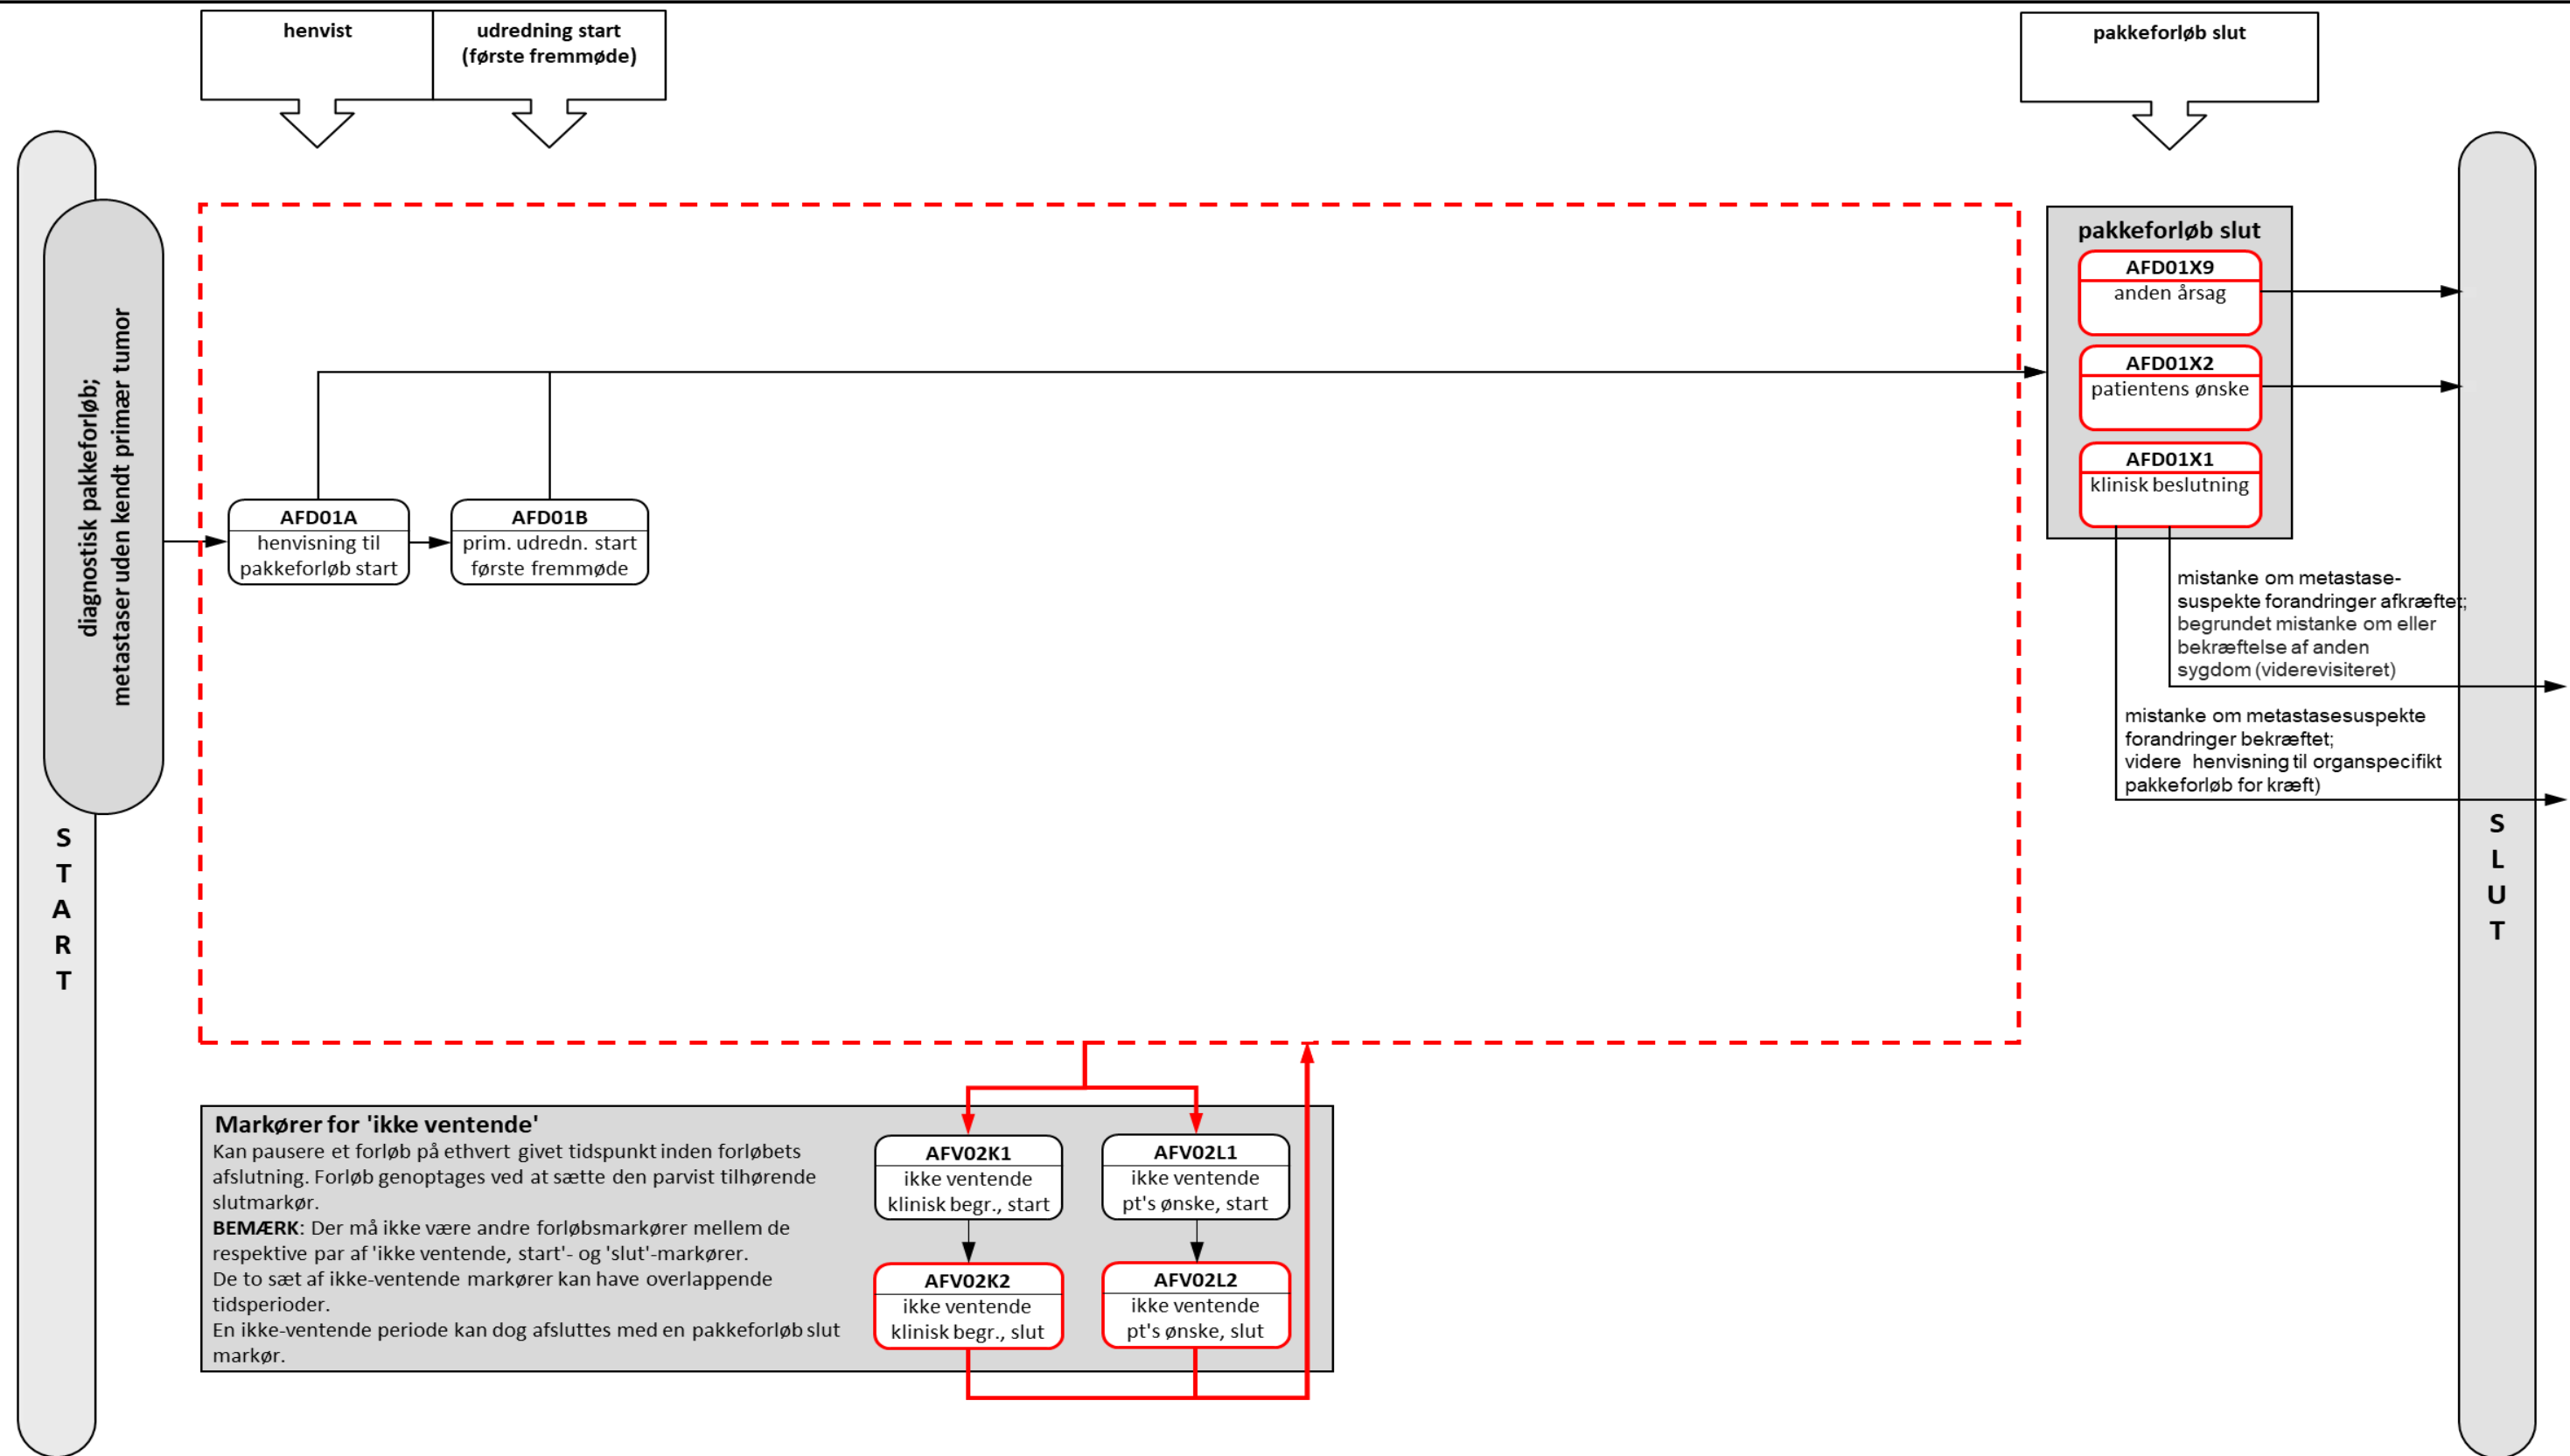 henvist
udredning start
(første fremmøde)
pakkeforløb slut
diagnostisk pakkeforløb;
metastaser uden kendt primær tumor
S
T
A
R
T
AFD01A
henvisning til
pakkeforløb start
AFD01B
prim. udredn. start
første fremmøde
pakkeforløb slut
AFD01X9
anden årsag
AFD01X2
patientens ønske
AFD01X1
klinisk beslutning
mistanke om metastase-
suspekte forandringer afkræftet;
begrundet mistanke om eller
bekræftelse af anden
sygdom (viderevisiteret)
mistanke om metastasesuspekte
forandringer bekræftet;
videre henvisning til organspecifikt
pakkeforløb for kræft)
S
L
U
T
Markører for 'ikke ventende'
Kan pausere et forløb på ethvert givet tidspunkt inden forløbets
afslutning. Forløb genoptages ved at sætte den parvist tilhørende
slutmarkør.
BEMÆRK: Der må ikke være andre forløbsmarkører mellem de
respektive par af 'ikke ventende, start'- og 'slut'-markører.
De to sæt af ikke-ventende markører kan have overlappende
tidsperioder.
En ikke-ventende periode kan dog afsluttes med en pakkeforløb slut
markør.
AFV02K1
ikke ventende
klinisk begr., start
AFV02L1
ikke ventende
pt's ønske, start
AFV02K2
ikke ventende
klinisk begr., slut
AFV02L2
ikke ventende
pt's ønske, slut